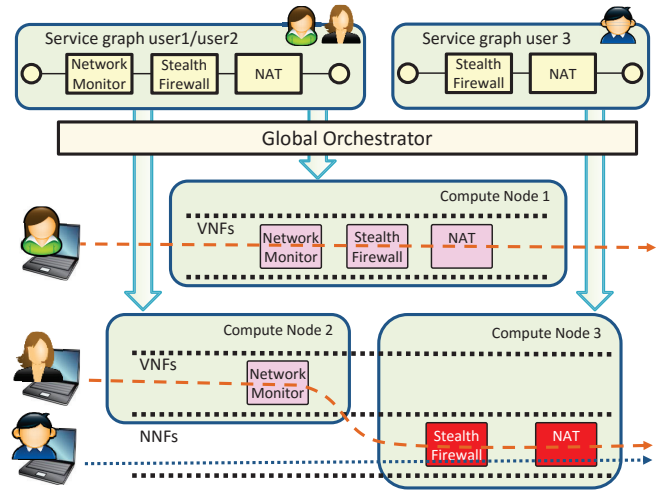 Service graph user1/user2
Network
Monitor
Stealth
Firewall
NAT
Service graph user 3
Stealth
Firewall
NAT
Global Orchestrator
Compute Node 1
VNFs
Network
Monitor
Stealth
Firewall
NAT
Compute Node 2
VNFs
Network
Monitor
NNFs
Compute Node 3
Stealth
Firewall
NAT